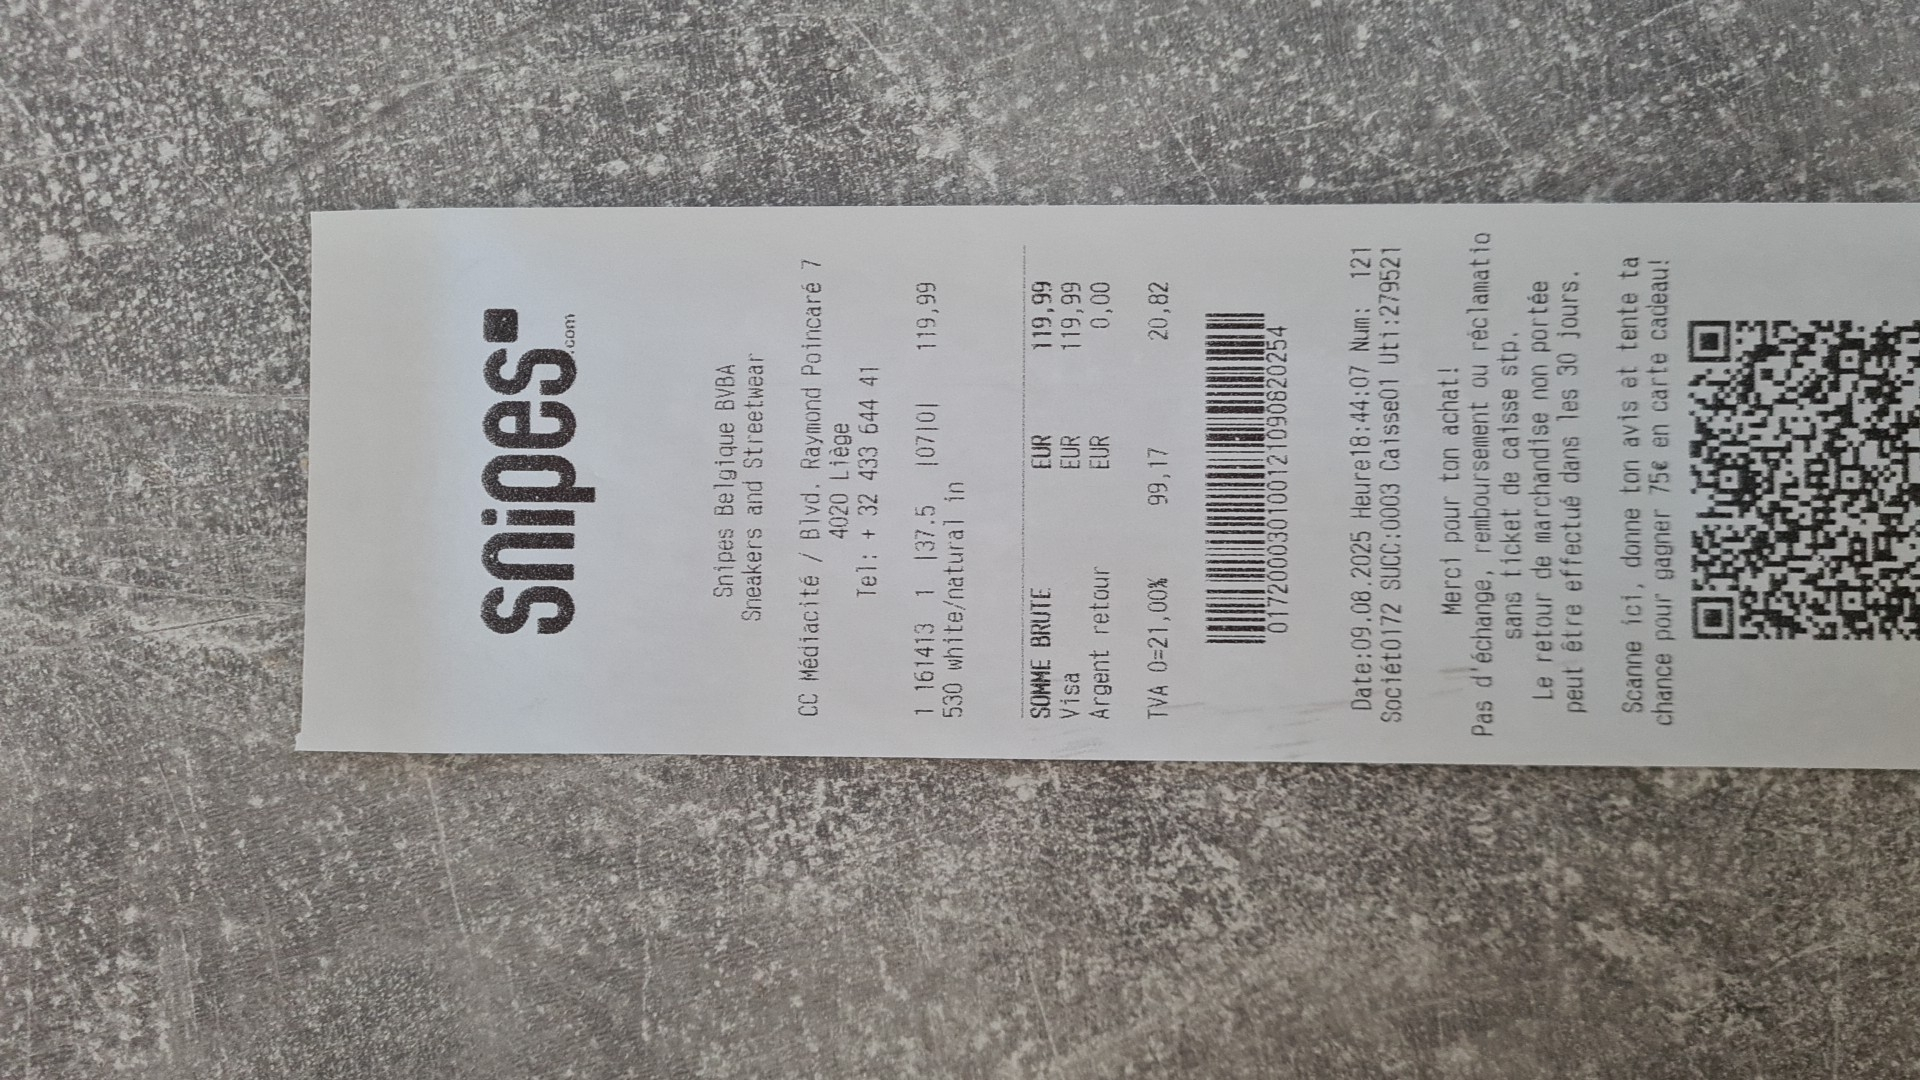 snipes
.com
Snipes Belgique BVBA
Sneakers and Streetwear
CC Médiacité / Blvd. Raymond Poincaré 7
4020 Liège
Tel: + 32 433 644 41
1 161413 1 |37.5 |07|0| 119,99
530 white/natural in
SOMME BRUTE EUR 119,99
Visa EUR 119,99
Argent retour EUR 0,00
TVA 0=21,00% 99,17 20,82
0172000301001210908202​54
Date:09.08.2025 Heure18:44:07 Num: 121
Sociét0172 SUCC:0003 Caisse01 Uti:279521
Merci pour ton achat!
Pas d'échange, remboursement ou réclamatio
sans ticket de caisse stp.
Le retour de marchandise non portée
peut être effectué dans les 30 jours.
Scanne ici, donne ton avis et tente ta
chance pour gagner 75€ en carte cadeau!